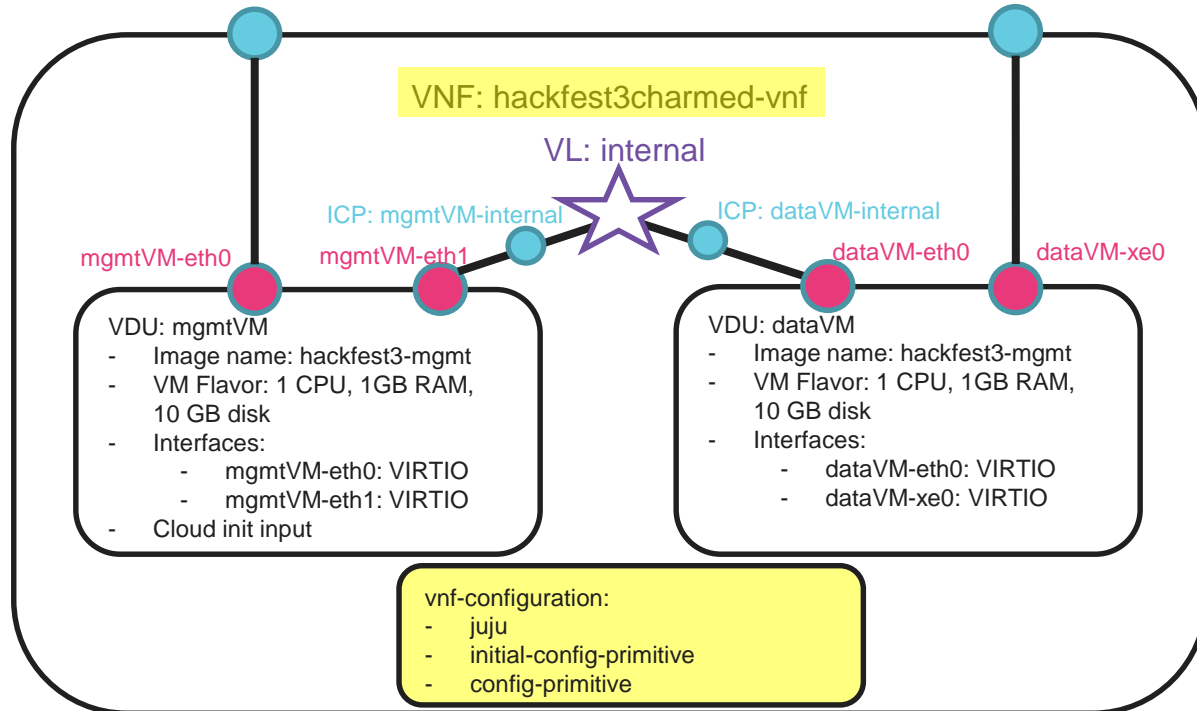 VNF: hackfest3charmed-vnf
VL: internal
ICP: mgmtVM-internal
ICP: dataVM-internal
mgmtVM-eth0
mgmtVM-eth1
dataVM-eth0
dataVM-xe0
VDU: mgmtVM
- Image name: hackfest3-mgmt
- VM Flavor: 1 CPU, 1GB RAM,
10 GB disk
- Interfaces:
- mgmtVM-eth0: VIRTIO
- mgmtVM-eth1: VIRTIO
- Cloud init input
VDU: dataVM
- Image name: hackfest3-mgmt
- VM Flavor: 1 CPU, 1GB RAM,
10 GB disk
- Interfaces:
- dataVM-eth0: VIRTIO
- dataVM-xe0: VIRTIO
vnf-configuration:
- juju
- initial-config-primitive
- config-primitive